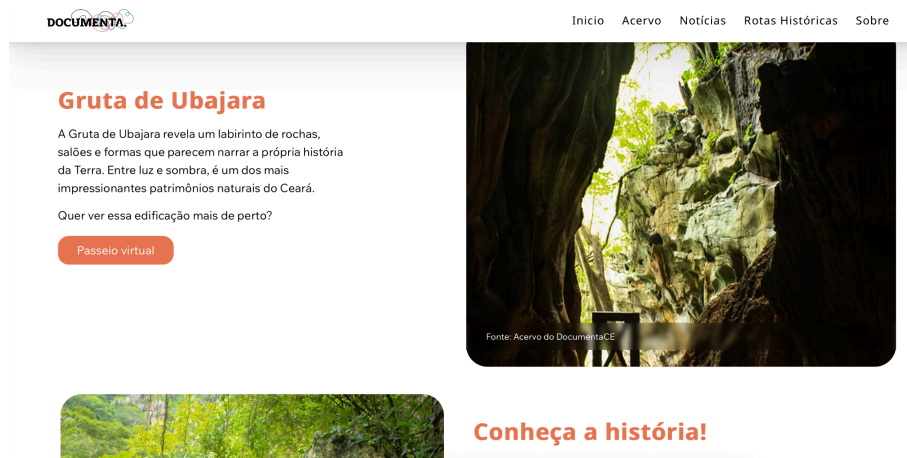 DOCUMENTA.
Inicio Acervo Notícias Rotas Históricas Sobre
Gruta de Ubajara
A Gruta de Ubajara revela um labirinto de rochas,
salões e formas que parecem narrar a própria história
da Terra. Entre luz e sombra, é um dos mais
impressionantes patrimônios naturais do Ceará.
Quer ver essa edificação mais de perto?
Passeio virtual
Fonte: Acervo do DocumentaCE
Conheça a história!